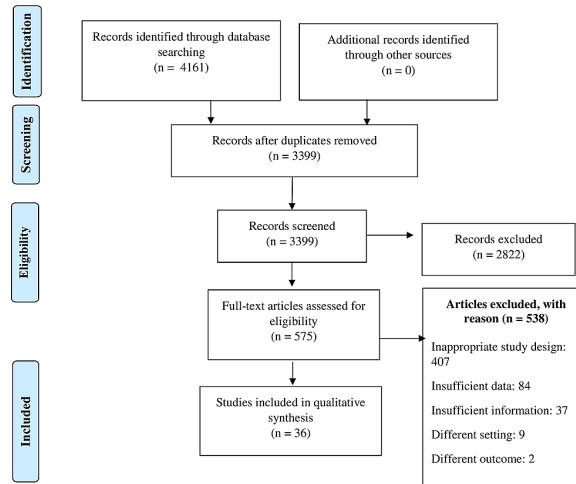 Identification
Records identified through database
searching
(n = 4161)
Additional records identified
through other sources
(n = 0)
Screening
Records after duplicates removed
(n = 3399)
Eligibility
Records screened
(n = 3399)
Records excluded
(n = 2822)
Full-text articles assessed for
eligibility
(n = 575)
Articles excluded, with
reason (n = 538)
Inappropriate study design:
407
Insufficient data: 84
Insufficient information: 37
Different setting: 9
Different outcome: 2
Included
Studies included in qualitative
synthesis
(n = 36)